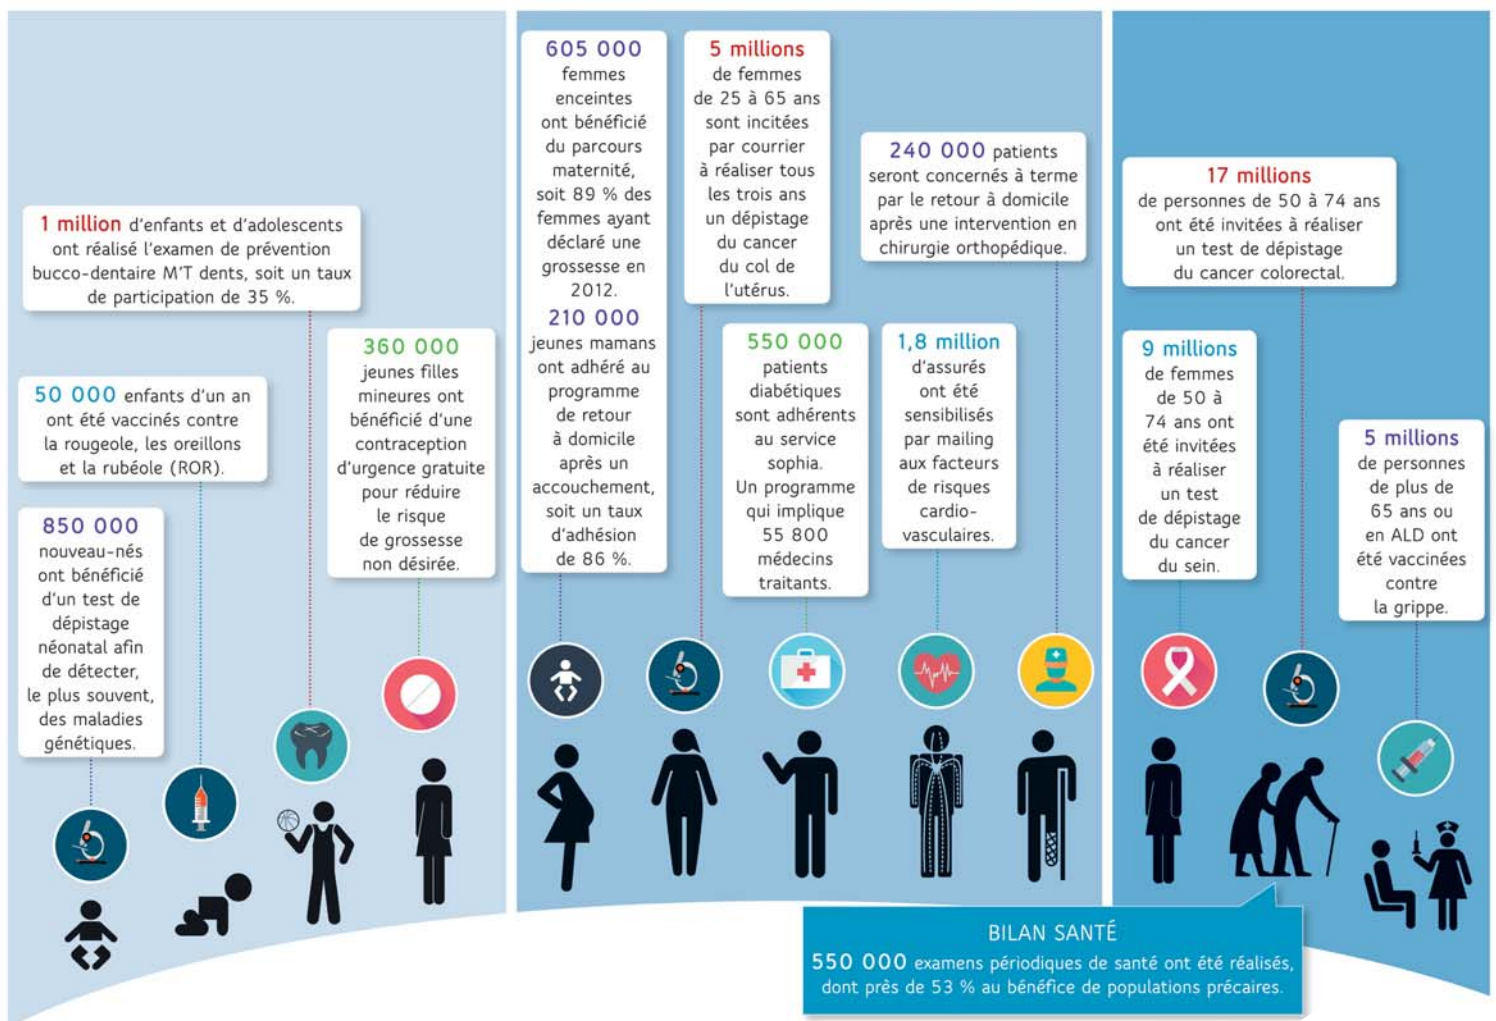 1 million d'enfants et d'adolescents
ont réalisé l'examen de prévention
bucco-dentaire M'T dents, soit un taux
de participation de 35 %.
50 000 enfants d'un an
ont été vaccinés contre
la rougeole, les oreillons
et la rubéole (ROR).
850 000
nouveau-nés
ont bénéficié
d'un test de
dépistage
néonatal afin
de détecter,
le plus souvent,
des maladies
génétiques.
360 000
jeunes filles
mineures ont
bénéficié d'une
contraception
d'urgence gratuite
pour réduire
le risque
de grossesse
non désirée.
605 000
femmes
enceintes
ont bénéficié
du parcours
maternité,
soit 89 % des
femmes ayant
déclaré une
grossesse en
2012.
210 000
jeunes mamans
ont adhéré au
programme
de retour
à domicile
après un
accouchement,
soit un taux
d'adhésion
de 86 %.
5 millions
de femmes
de 25 à 65 ans
sont incitées
par courrier
à réaliser tous
les trois ans
un dépistage
du cancer
du col de
l'utérus.
550 000
patients
diabétiques
sont adhérents
au service
sophia.
Un programme
qui implique
55 800
médecins
traitants.
240 000 patients
seront concernés à terme
par le retour à domicile
après une intervention en
chirurgie orthopédique.
1,8 million
d'assurés
ont été
sensibilisés
par mailing
aux facteurs
de risques
cardio-
vasculaires.
17 millions
de personnes de 50 à 74 ans
ont été invitées à réaliser
un test de dépistage
du cancer colorectal.
9 millions
de femmes
de 50 à
74 ans ont
été invitées
à réaliser
un test
de dépistage
du cancer
du sein.
5 millions
de personnes
de plus de
65 ans ou
en ALD ont
été vaccinées
contre
la grippe.
BILAN SANTÉ
550 000 examens périodiques de santé ont été réalisés,
dont près de 53 % au bénéfice de populations précaires.